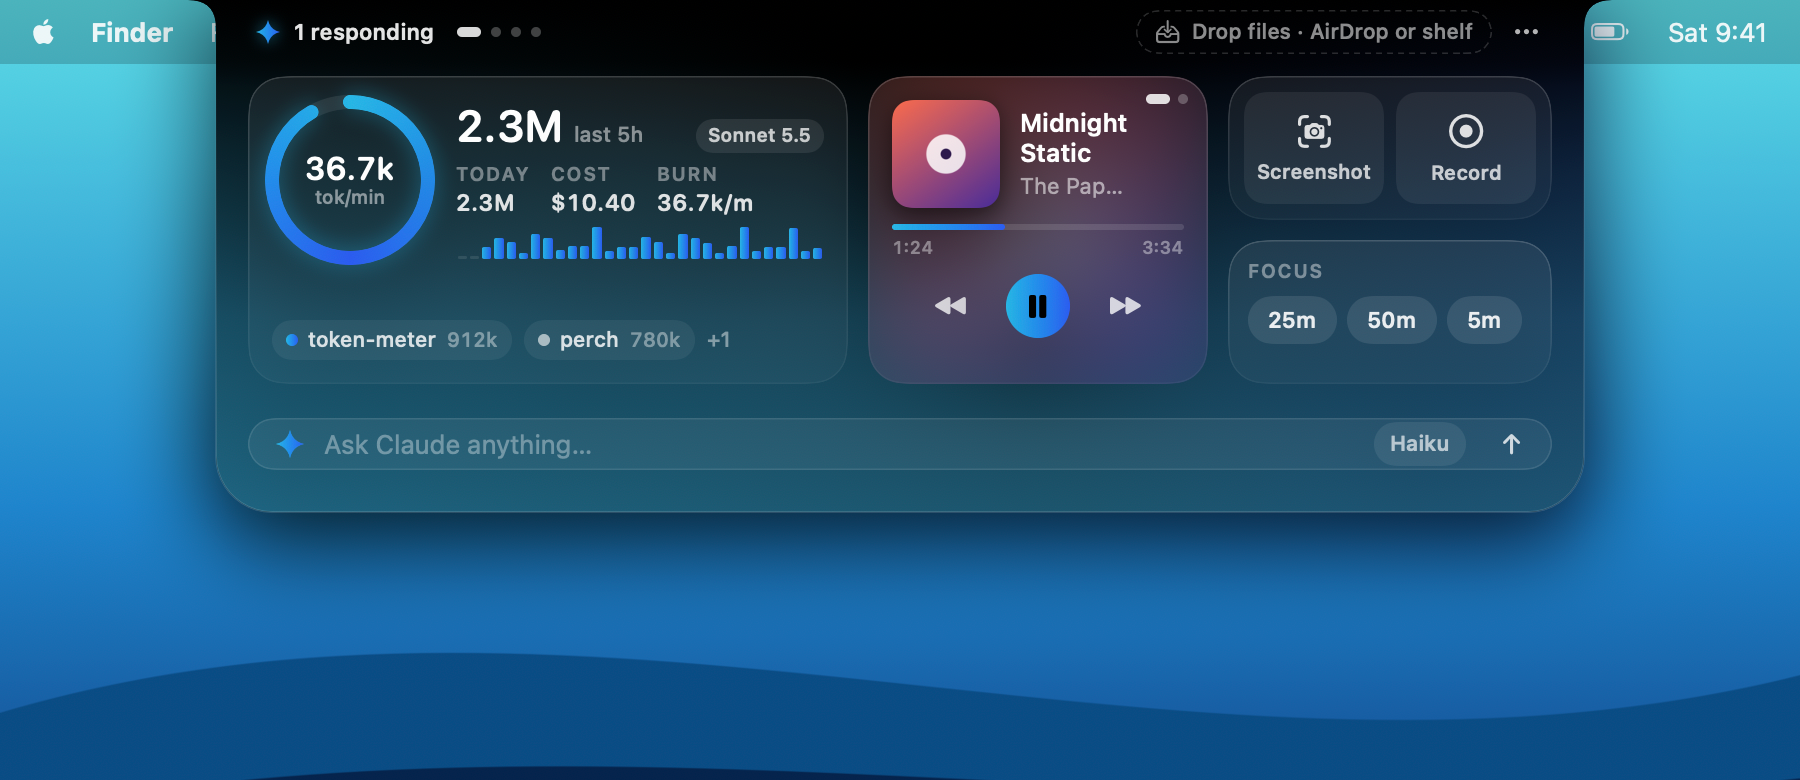 Finder
Sat 9:41
1 responding
Drop files · AirDrop or shelf
36.7k
tok/min
2.3M last 5h
Sonnet 5.5
TODAY COST BURN
2.3M $10.40 36.7k/m
token-meter 912k perch 780k +1
Midnight
Static
The Pap...
1:24 3:34
Screenshot
Record
FOCUS
25m 50m 5m
Ask Claude anything...
Haiku